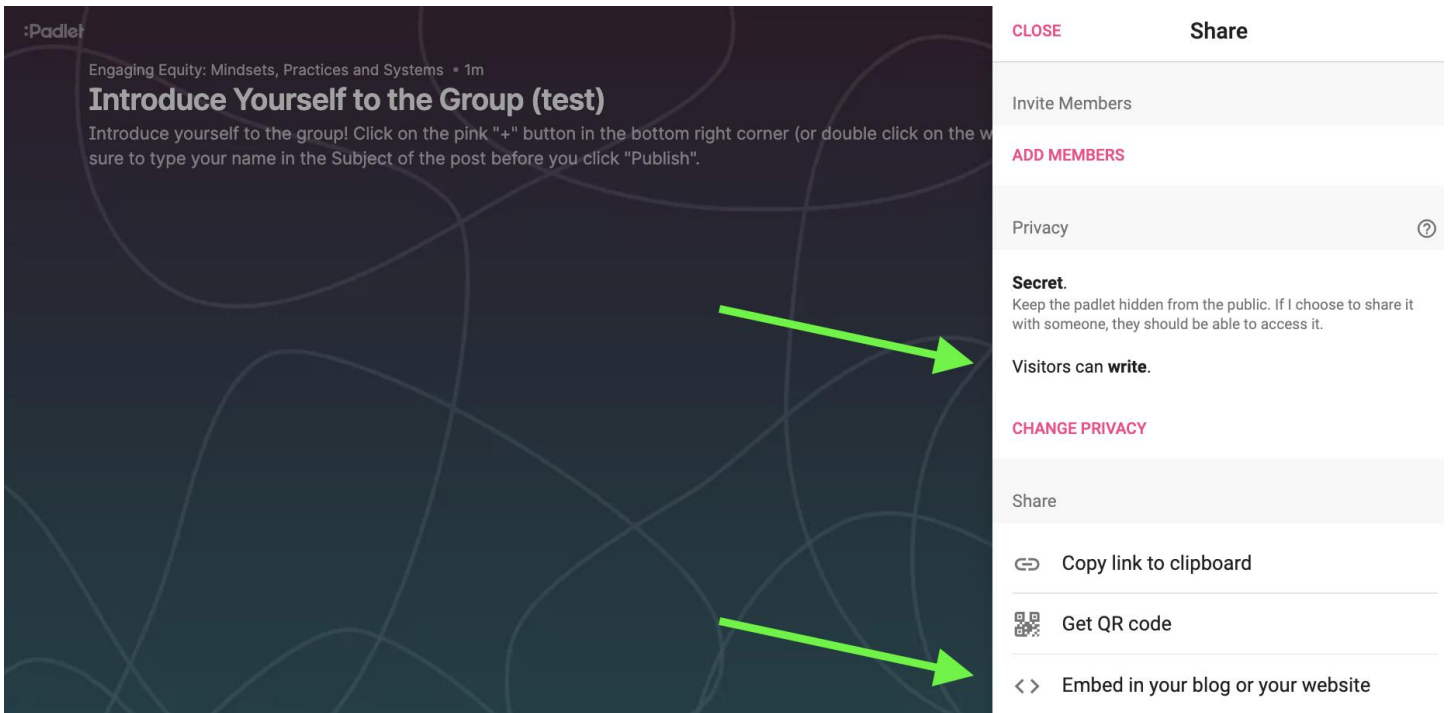 :Padlet
Engaging Equity: Mindsets, Practices and Systems • 1m
Introduce Yourself to the Group (test)
Introduce yourself to the group! Click on the pink "+" button in the bottom right corner (or double click on the w
sure to type your name in the Subject of the post before you click "Publish".
CLOSE
Share
Invite Members
ADD MEMBERS
Privacy
?
Secret.
Keep the padlet hidden from the public. If I choose to share it
with someone, they should be able to access it.
Visitors can write.
CHANGE PRIVACY
Share
Copy link to clipboard
Get QR code
Embed in your blog or your website